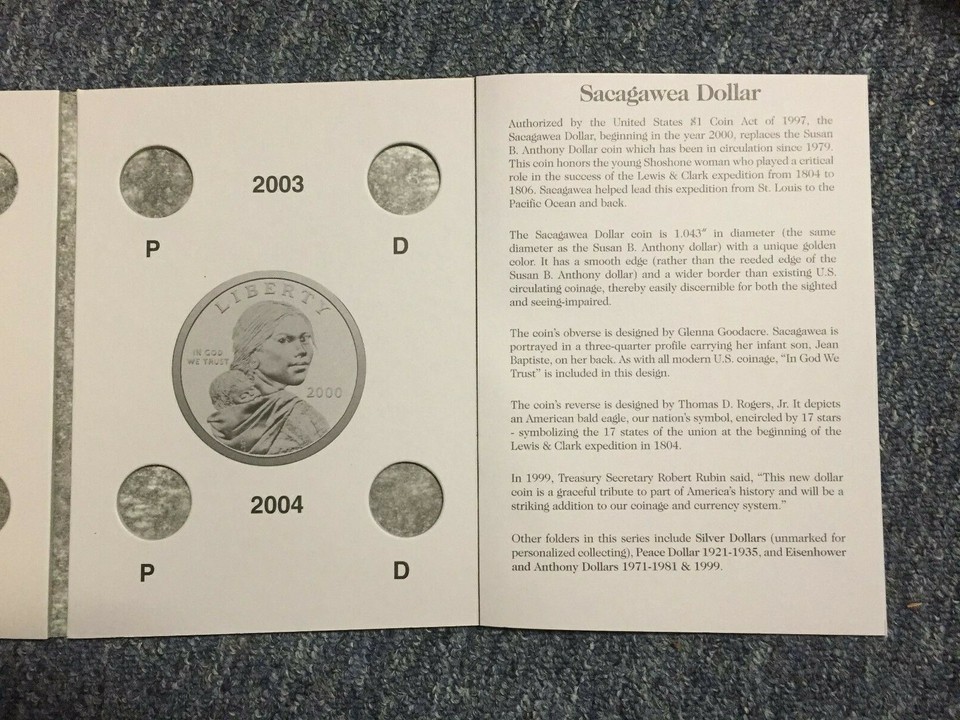 2003
P
D
LIBERTY
IN GOD
WE TRUST
2000
2004
P
D
Sacagawea Dollar
Authorized by the United States $1 Coin Act of 1997, the
Sacagawea Dollar, beginning in the year 2000, replaces the Susan
B. Anthony Dollar coin which has been in circulation since 1979.
This coin honors the young Shoshone woman who played a critical
role in the success of the Lewis & Clark expedition from 1804 to
1806. Sacagawea helped lead this expedition from St. Louis to the
Pacific Ocean and back.
The Sacagawea Dollar coin is 1.043" in diameter (the same
diameter as the Susan B. Anthony dollar) with a unique golden
color. It has a smooth edge (rather than the reeded edge of the
Susan B. Anthony dollar) and a wider border than existing U.S.
circulating coinage, thereby easily discernible for both the sighted
and seeing-impaired.
The coin's obverse is designed by Glenna Goodacre. Sacagawea is
portrayed in a three-quarter profile carrying her infant son, Jean
Baptiste, on her back. As with all modern U.S. coinage, "In God We
Trust" is included in this design.
The coin's reverse is designed by Thomas D. Rogers, Jr. It depicts
an American bald eagle, our nation's symbol, encircled by 17 stars
- symbolizing the 17 states of the union at the beginning of the
Lewis & Clark expedition in 1804.
In 1999, Treasury Secretary Robert Rubin said, "This new dollar
coin is a graceful tribute to part of America's history and will be a
striking addition to our coinage and currency system."
Other folders in this series include Silver Dollars (unmarked for
personalized collecting), Peace Dollar 1921-1935, and Eisenhower
and Anthony Dollars 1971-1981 & 1999.